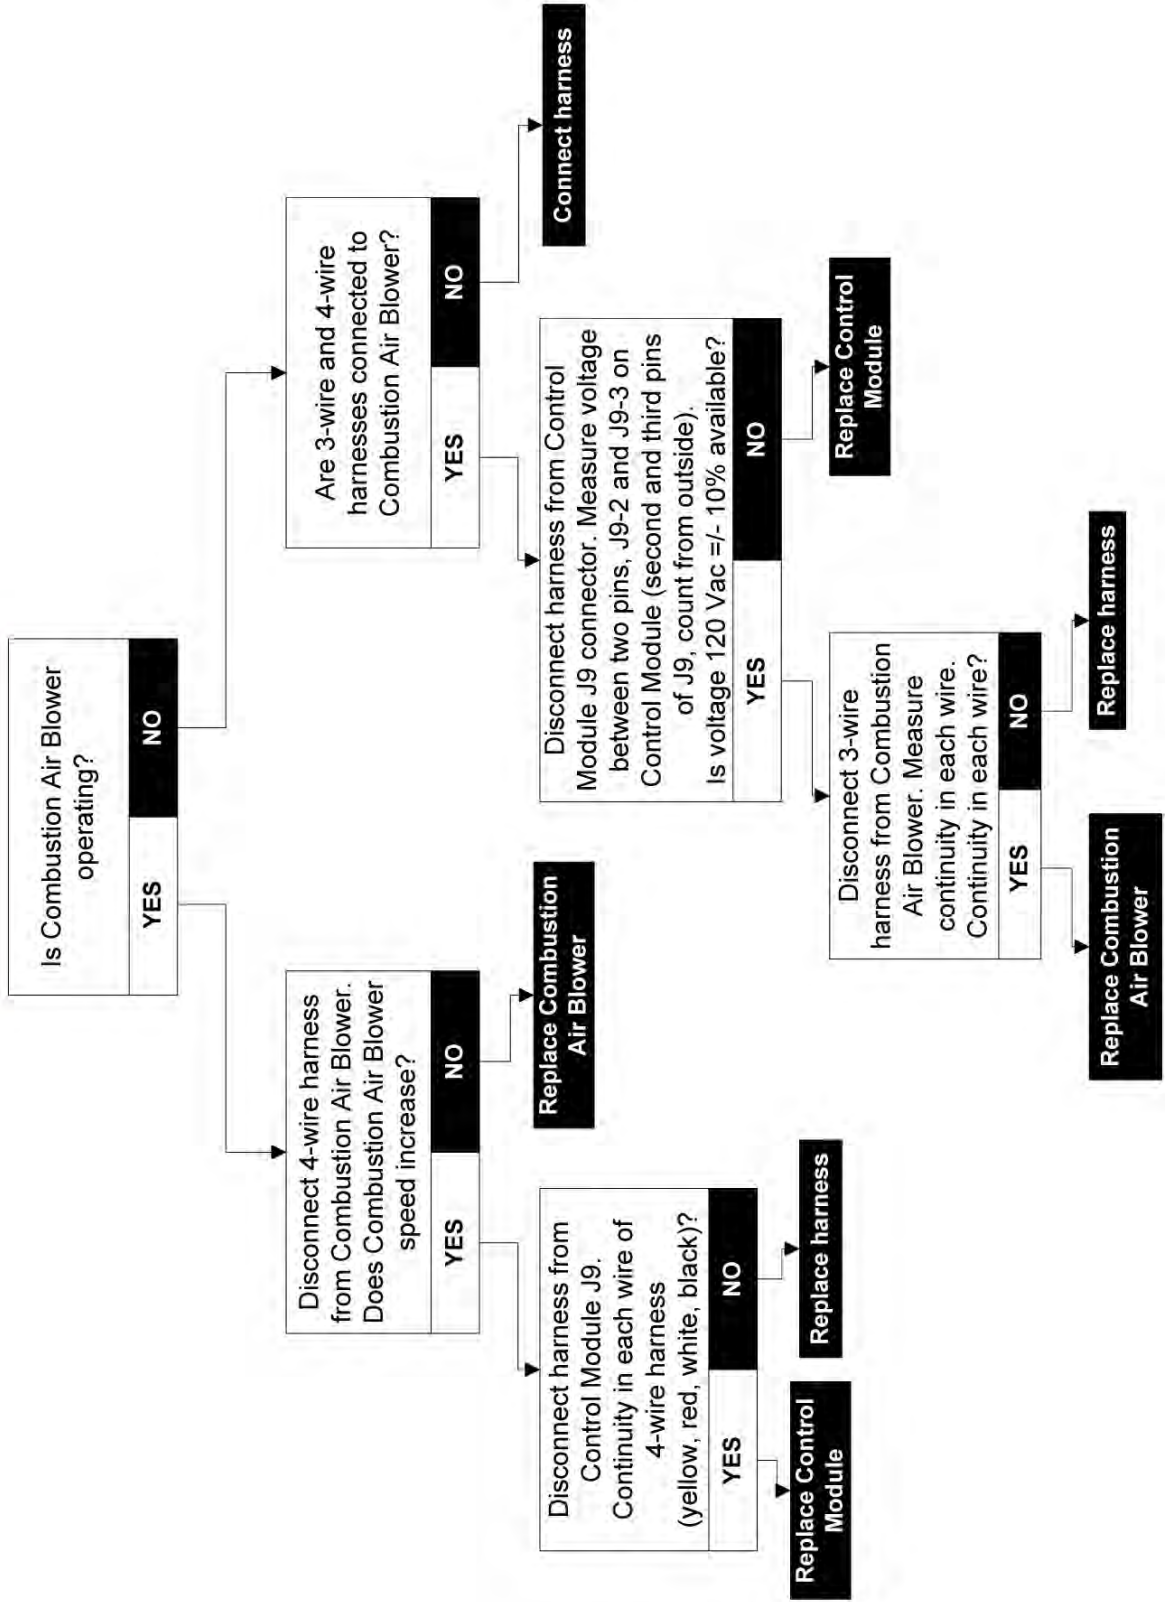 Is Combustion Air Blower
operating?
YES
NO
Disconnect 4-wire harness
from Combustion Air Blower.
Does Combustion Air Blower
speed increase?
YES
NO
Are 3-wire and 4-wire
harnesses connected to
Combustion Air Blower?
YES
NO
Disconnect harness from
Control Module J9.
Continuity in each wire of
4-wire harness
(yellow, red, white, black)?
YES
NO
Replace Combustion
Air Blower
Disconnect harness from Control
Module J9 connector. Measure voltage
between two pins, J9-2 and J9-3 on
Control Module (second and third pins
of J9, count from outside).
Is voltage 120 Vac =/- 10% available?
YES
NO
Connect harness
Replace Control
Module
Replace harness
Disconnect 3-wire
harness from Combustion
Air Blower. Measure
continuity in each wire.
Continuity in each wire?
YES
NO
Replace Control
Module
Replace Combustion
Air Blower
Replace harness